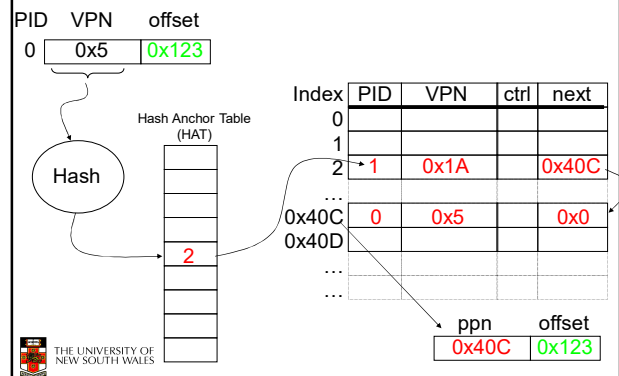 PID VPN offset
0 0x5 0x123
Hash
Hash Anchor Table
(HAT)
2
Index PID VPN ctrl next
0
1
2 1 0x1A 0x40C
...
0x40C 0 0x5 0x0
0x40D
...
...
ppn offset
0x40C 0x123
THE UNIVERSITY OF
NEW SOUTH WALES